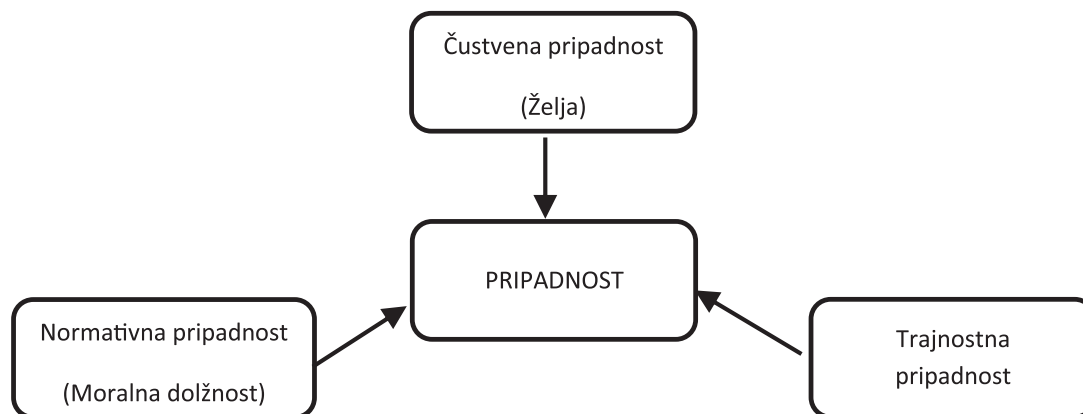 Čustvena pripadnost
(Želja)
PRIPADNOST
Normativna pripadnost
(Moralna dolžnost)
Trajnostna
pripadnost